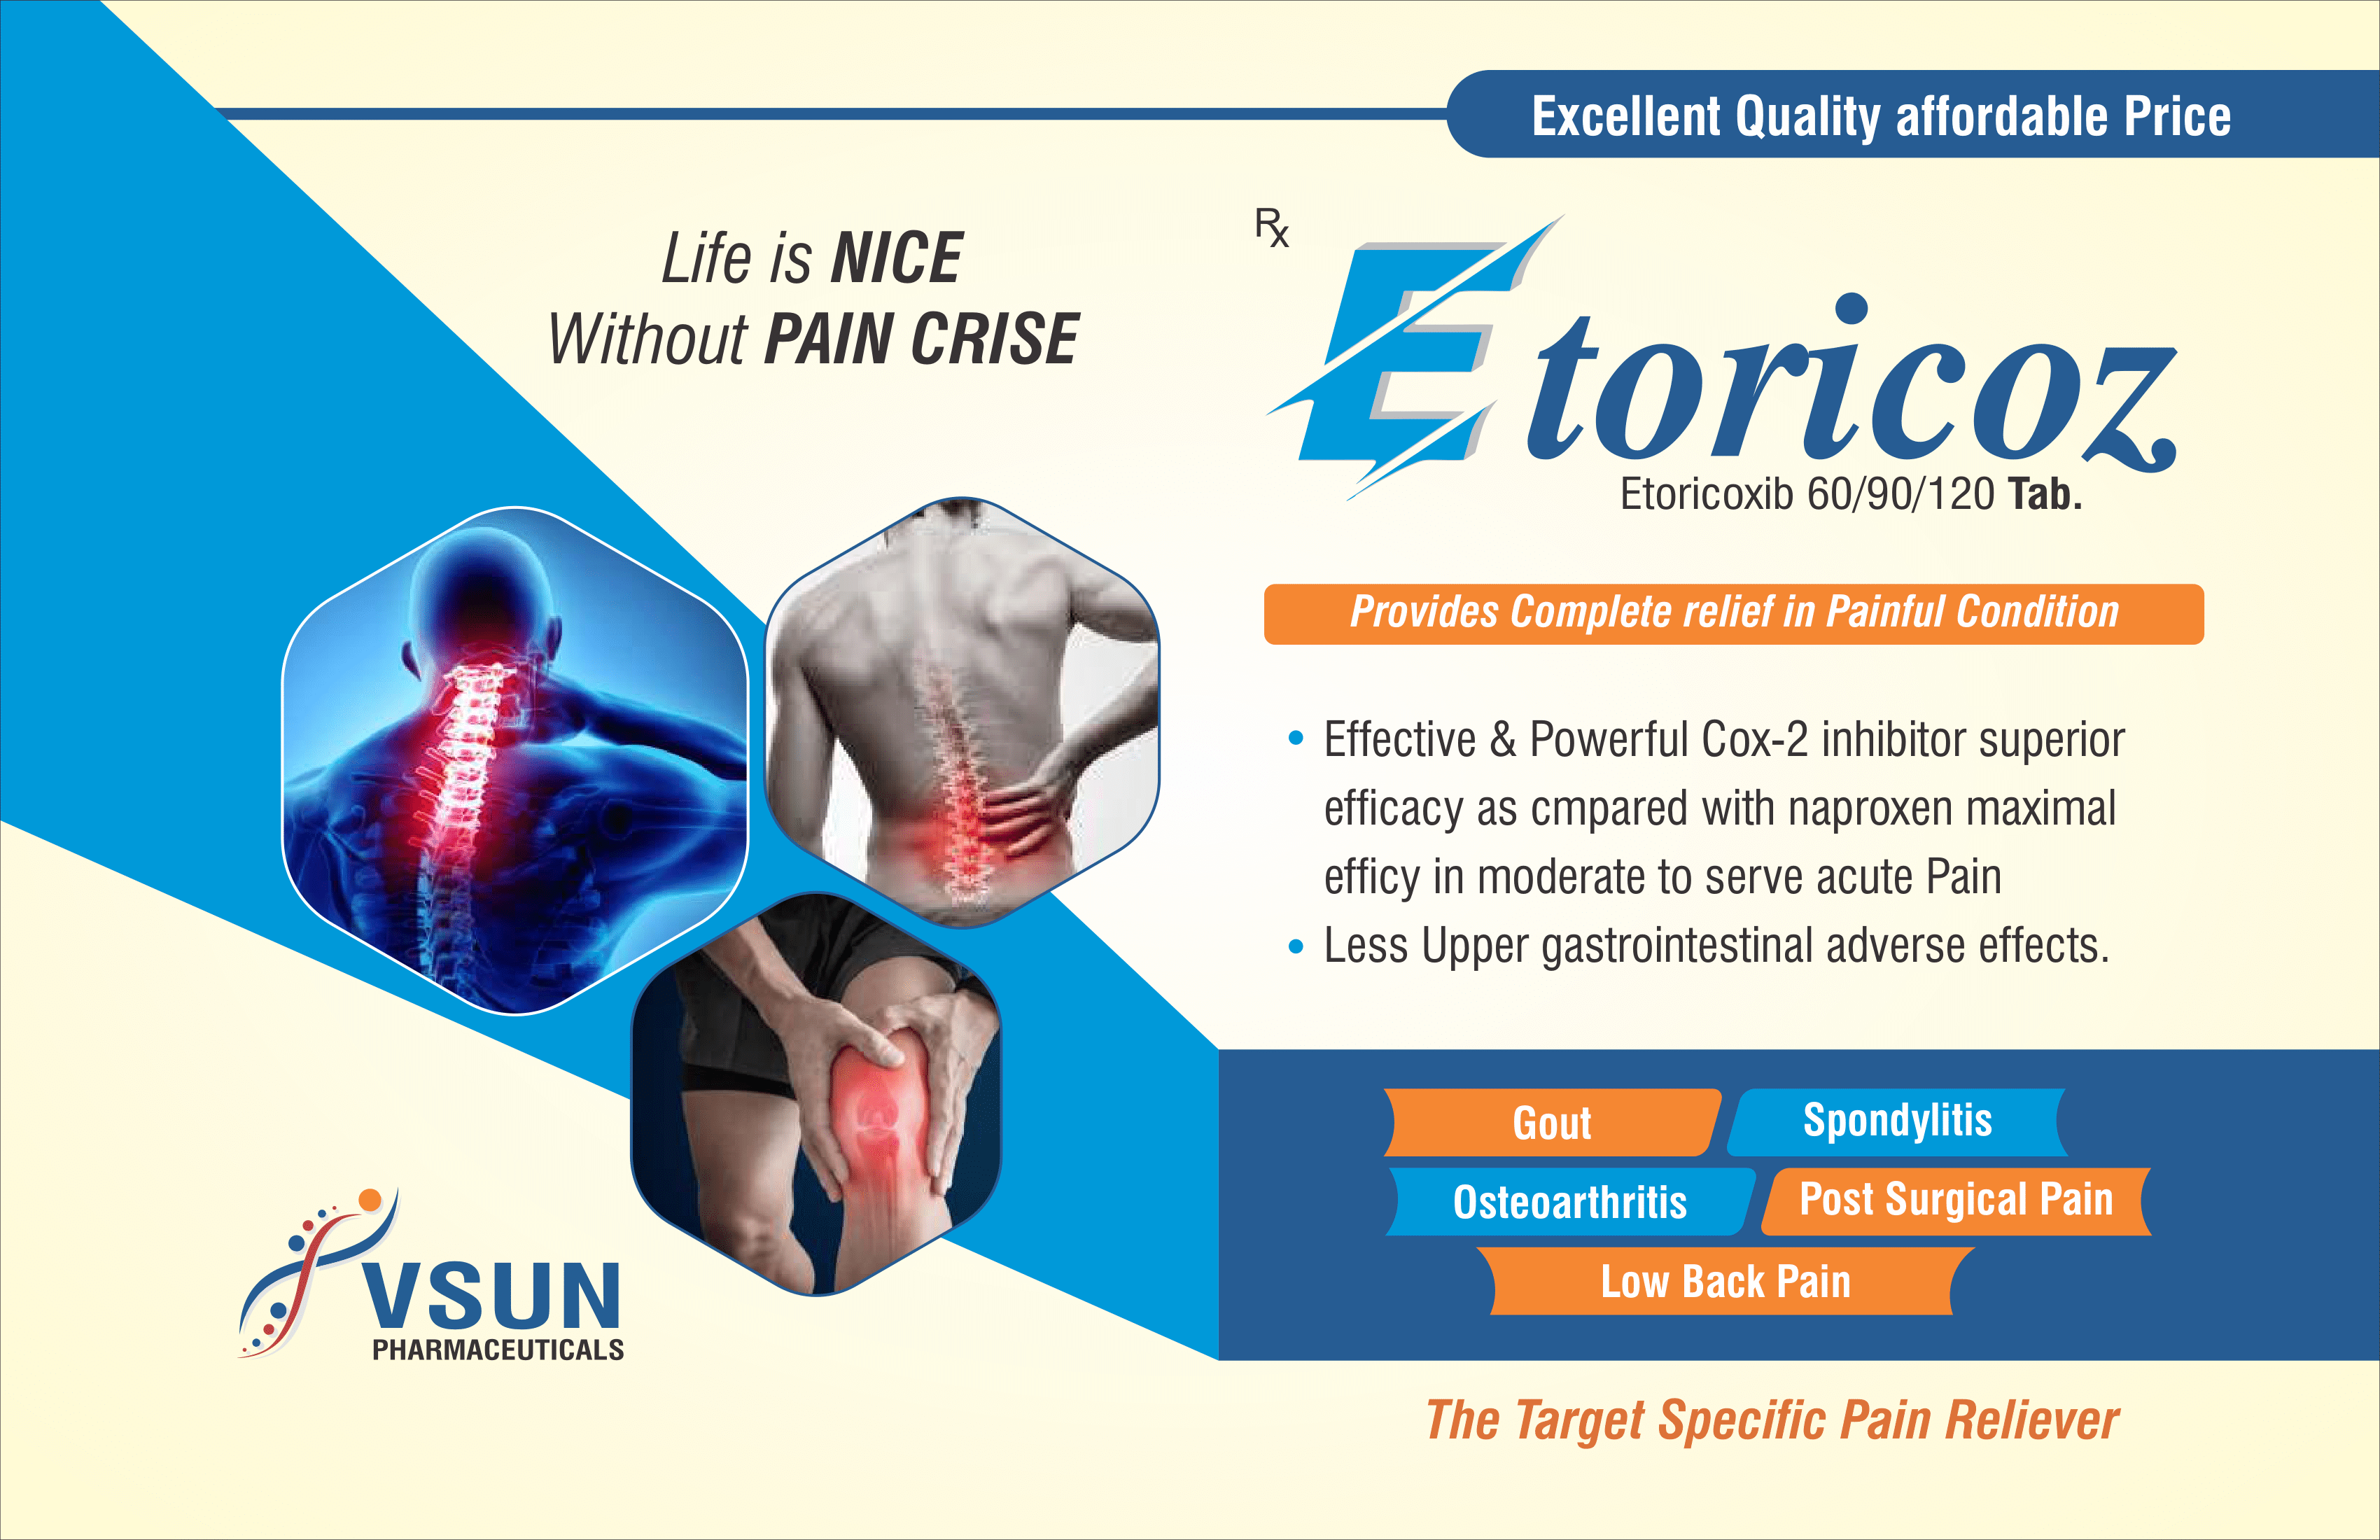 Excellent Quality affordable Price
Life is NICE
Without PAIN CRISE
Rx
Etoricoz
Etoricoxib 60/90/120 Tab.
Provides Complete relief in Painful Condition
• Effective & Powerful Cox-2 inhibitor superior
efficacy as cmpared with naproxen maximal
efficy in moderate to serve acute Pain
• Less Upper gastrointestinal adverse effects.
Gout
Spondylitis
Osteoarthritis
Post Surgical Pain
Low Back Pain
VSUN
PHARMACEUTICALS
The Target Specific Pain Reliever